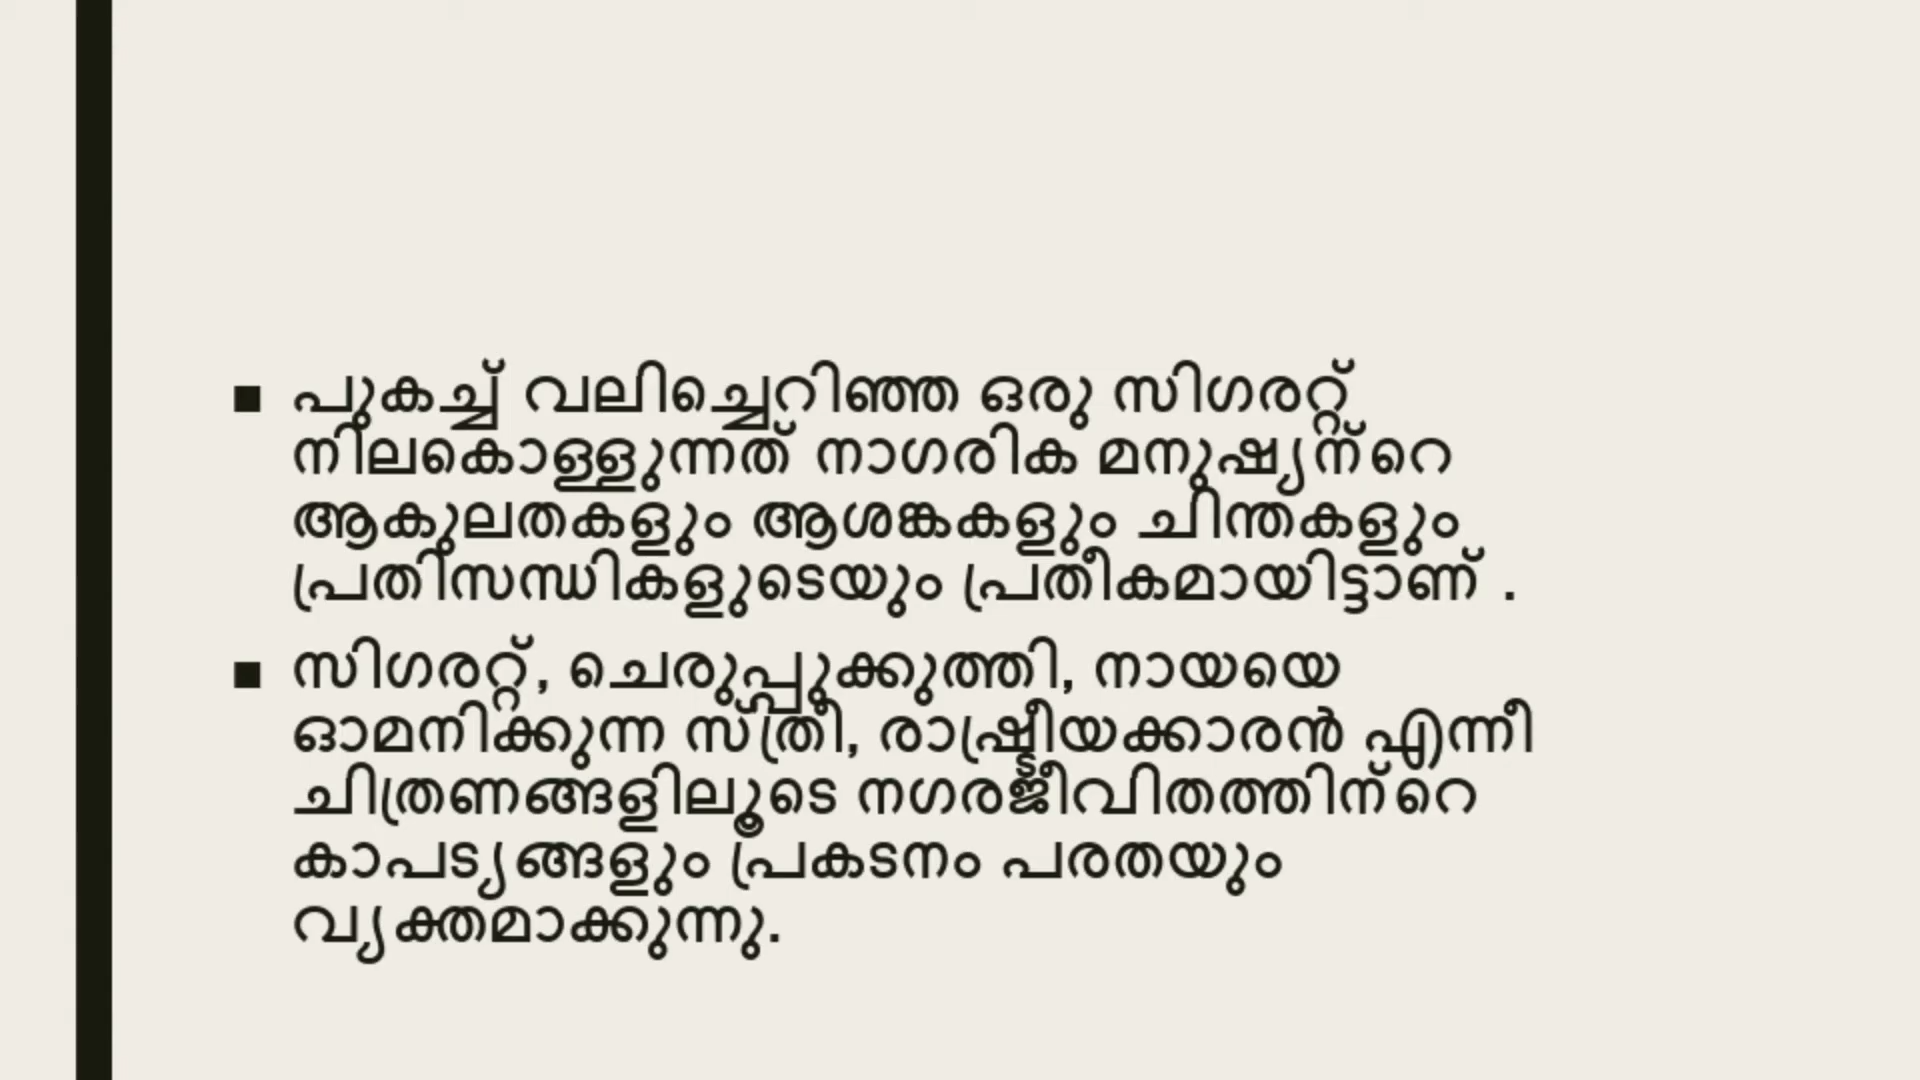 ▪ പുകച്ച് വലിച്ചെറിഞ്ഞ ഒരു സിഗരറ്റ്
നിലകൊള്ളുന്നത് നാഗരിക മനുഷ്യന്റെ
ആകുലതകളും ആശങ്കകളും ചിന്തകളും
പ്രതിസന്ധികളുടെയും പ്രതീകമായിട്ടാണ് .
▪ സിഗരറ്റ്, ചെരുപ്പുക്കുത്തി, നായയെ
ഓമനിക്കുന്ന സ്ത്രീ, രാഷ്ട്രീയക്കാരൻ എന്നീ
ചിത്രണങ്ങളിലൂടെ നഗരജീവിതത്തിന്റെ
കാപട്യങ്ങളും പ്രകടനം പരതയും
വ്യക്തമാക്കുന്നു.